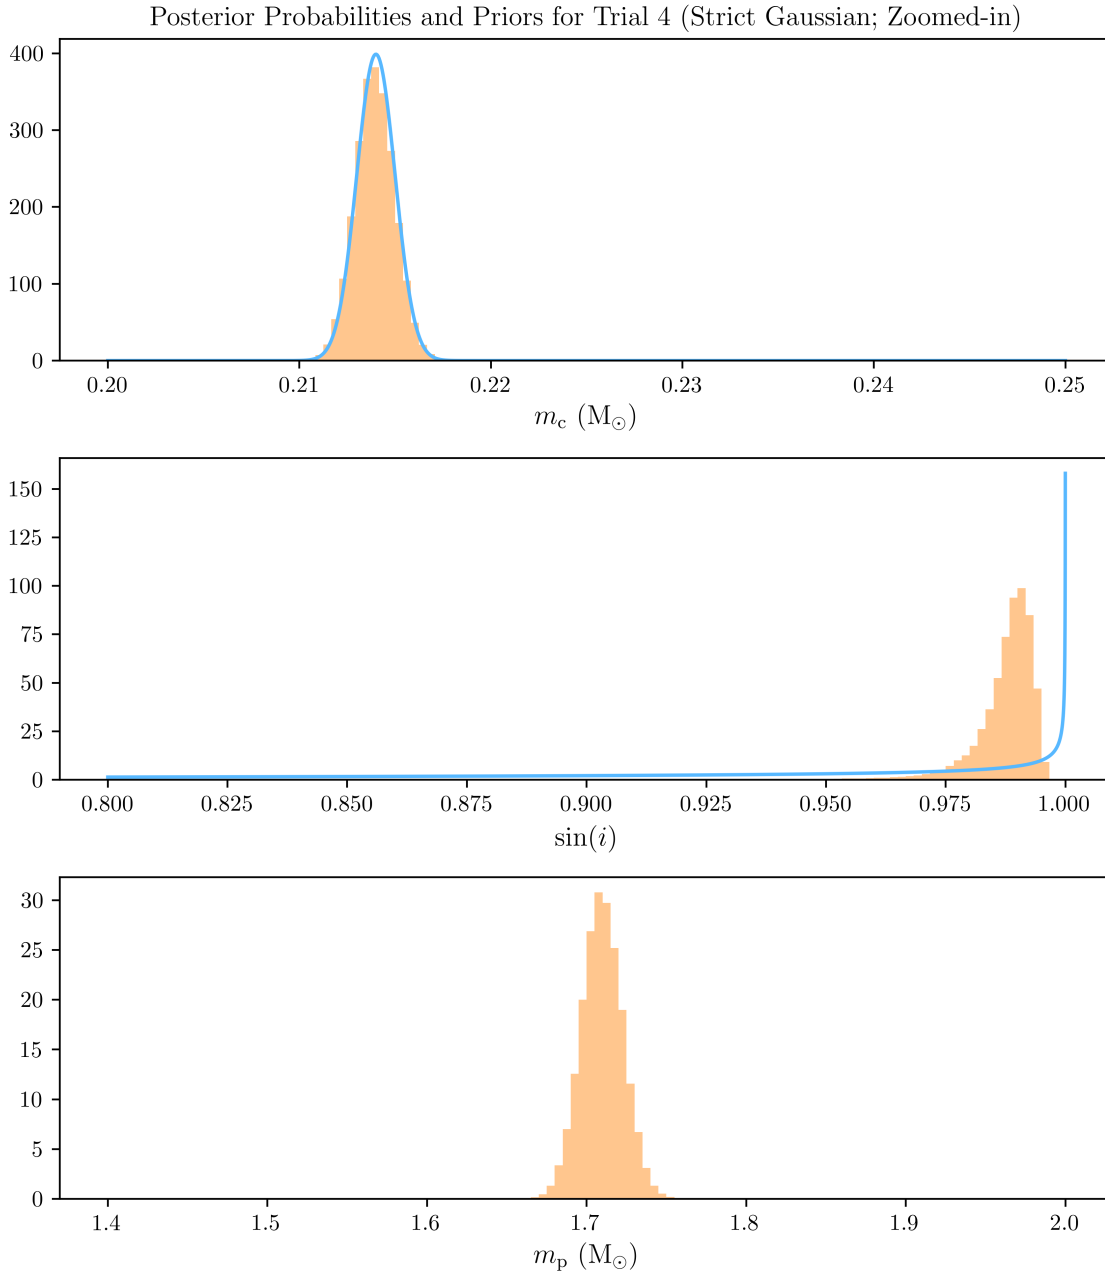 Posterior Probabilities and Priors for Trial 4 (Strict Gaussian; Zoomed-in)
400
300
200
100
0
0.20 0.21 0.22 0.23 0.24 0.25
m_c (M_⊙)
150
125
100
75
50
25
0
0.800 0.825 0.850 0.875 0.900 0.925 0.950 0.975 1.000
sin(i)
30
25
20
15
10
5
0
1.4 1.5 1.6 1.7 1.8 1.9 2.0
m_p (M_⊙)